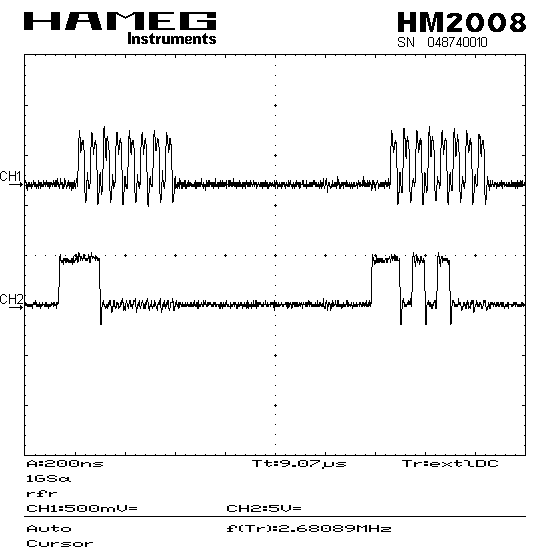 HAMEG HM2008
Instruments SN 048740010
CH1
CH2
A:200ns Tt:9.07µs Tr:ext1DC
1GSa
rfr
CH1:500mV= CH2:5V=
Auto f(Tr):2.68089MHz
Cursor